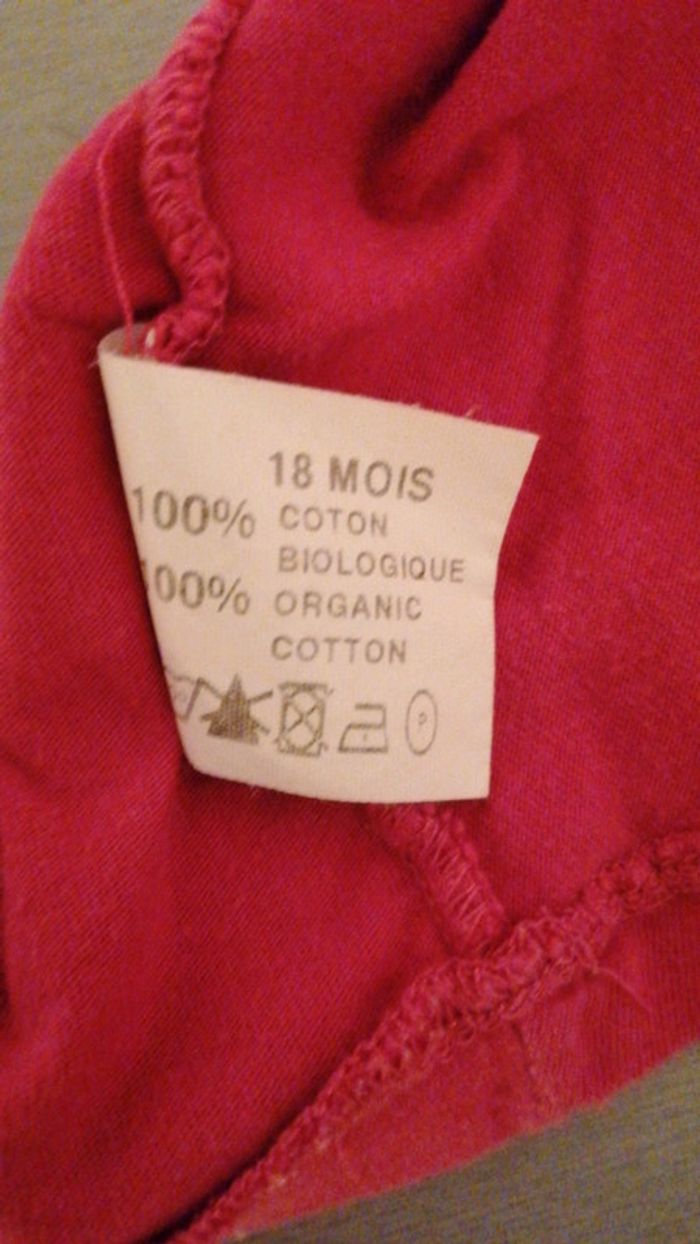 18 MOIS
100% COTON
BIOLOGIQUE
100% ORGANIC
COTTON
P